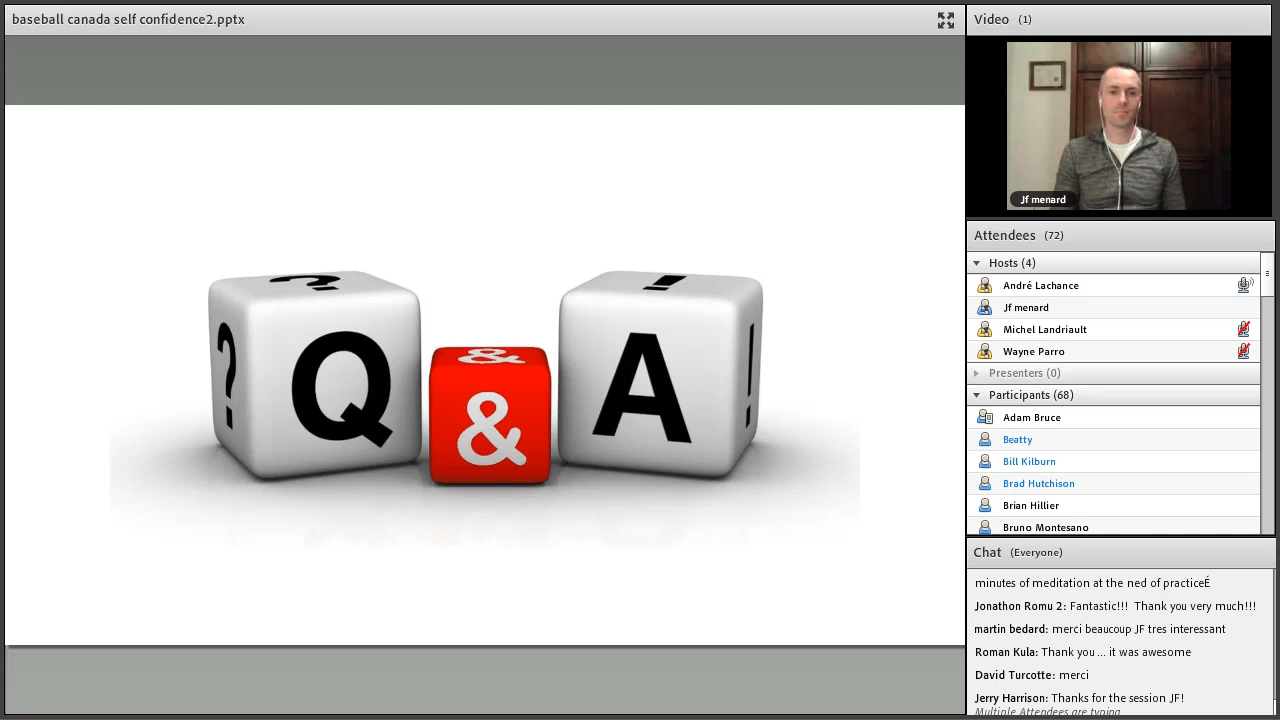 baseball canada self confidence2.pptx
? ! 
& 
? Q & A !
Video (1)
Jf menard
Attendees (72)
Hosts (4)
André Lachance
Jf menard
Michel Landriault
Wayne Parro
Presenters (0)
Participants (68)
Adam Bruce
Beatty
Bill Kilburn
Brad Hutchison
Brian Hillier
Bruno Montesano
Chat (Everyone)
minutes of meditation at the ned of practiceÉ
Jonathon Romu 2: Fantastic!!! Thank you very much!!!
martin bedard: merci beaucoup JF tres interessant
Roman Kula: Thank you ... it was awesome
David Turcotte: merci
Jerry Harrison: Thanks for the session JF!
Multiple Attendees are typing